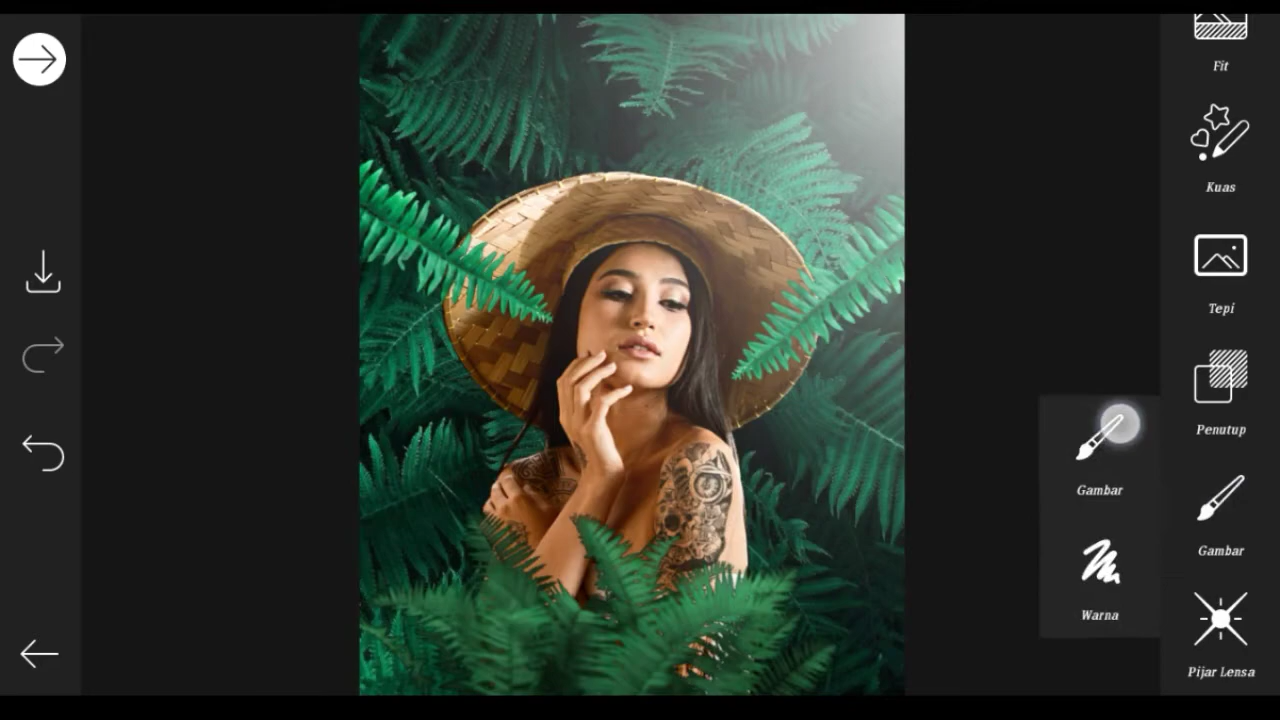 Fit
Kuas
Tepi
Penutup
Gambar
Gambar
Warna
Pijar Lensa